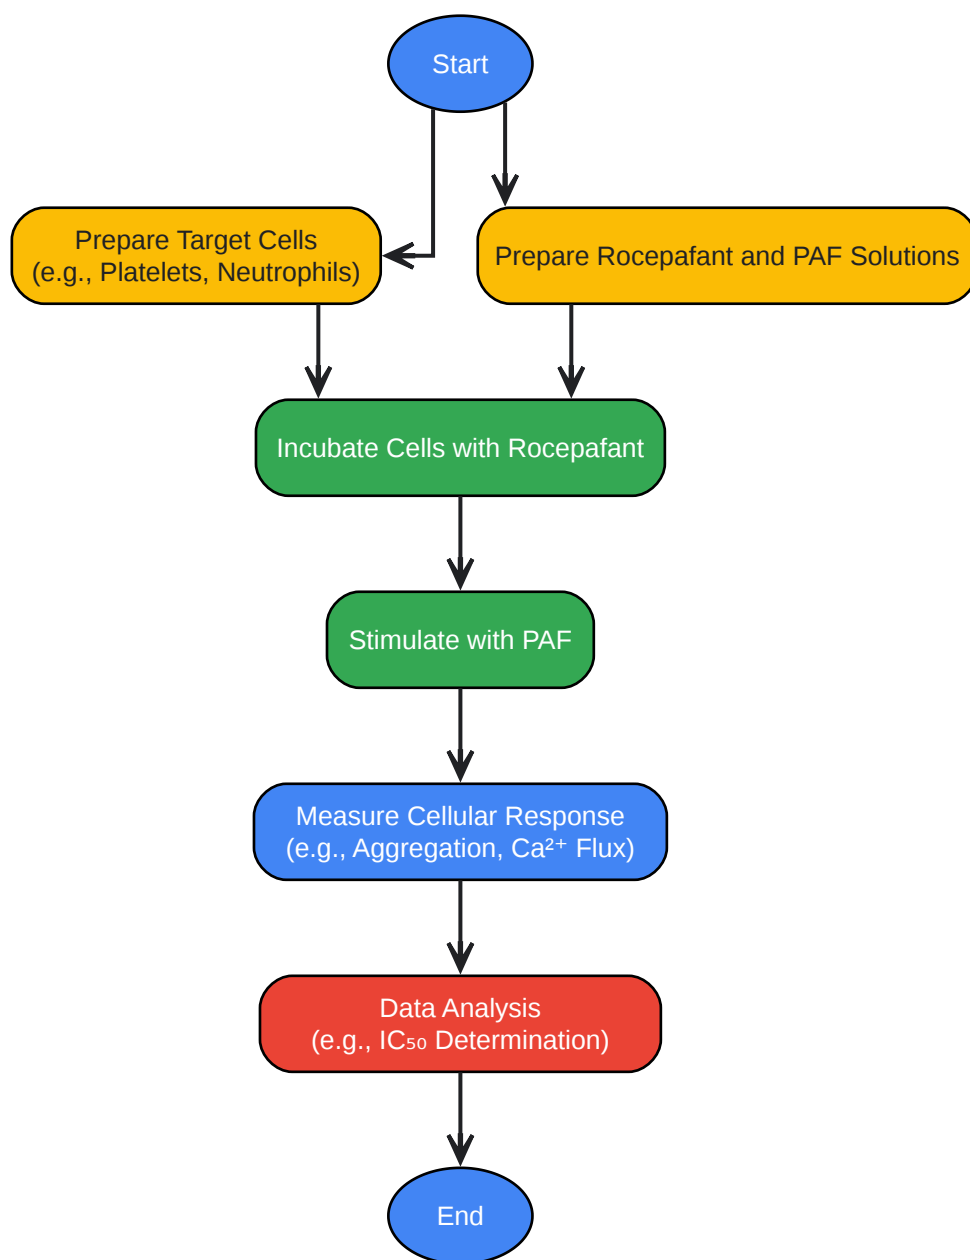 Start
Prepare Target Cells
(e.g., Platelets, Neutrophils)
Prepare Rocepafant and PAF Solutions
Incubate Cells with Rocepafant
Stimulate with PAF
Measure Cellular Response
(e.g., Aggregation, Ca²⁺ Flux)
Data Analysis
(e.g., IC₅₀ Determination)
End